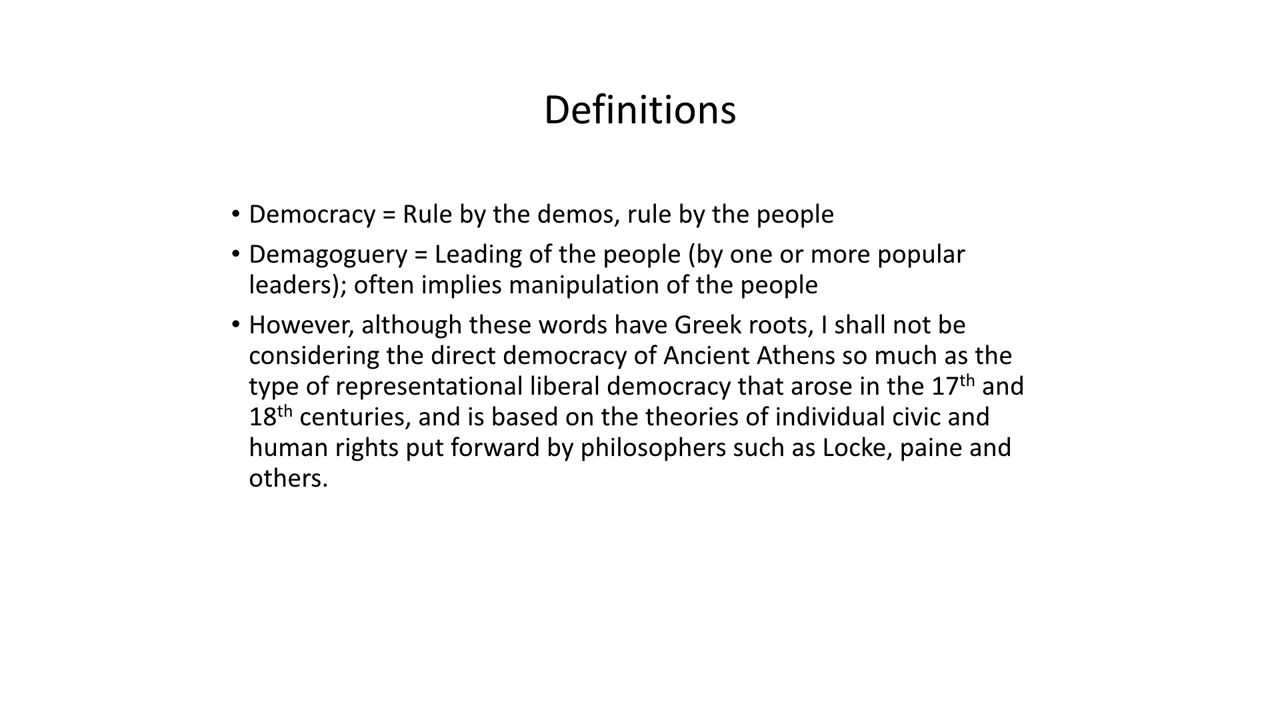 Definitions
• Democracy = Rule by the demos, rule by the people
• Demagoguery = Leading of the people (by one or more popular
leaders); often implies manipulation of the people
• However, although these words have Greek roots, I shall not be
considering the direct democracy of Ancient Athens so much as the
type of representational liberal democracy that arose in the 17th and
18th centuries, and is based on the theories of individual civic and
human rights put forward by philosophers such as Locke, paine and
others.